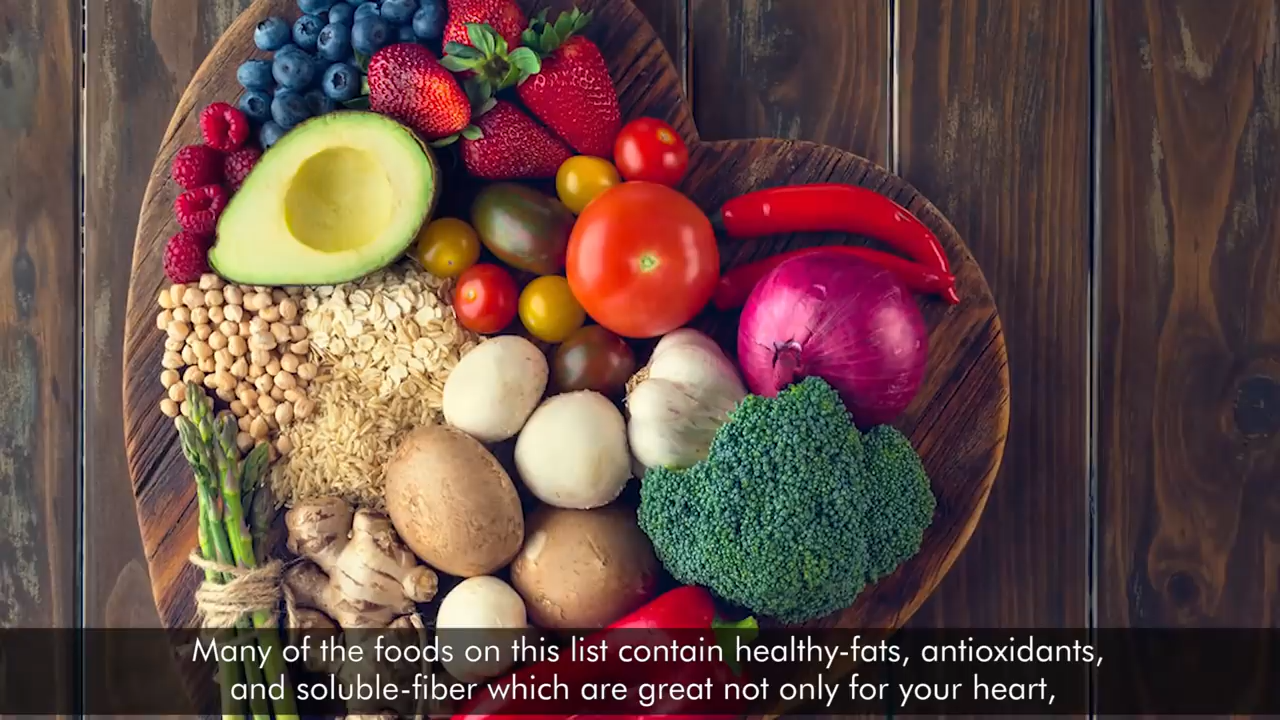 Many of the foods on this list contain healthy-fats, antioxidants,
and soluble-fiber which are great not only for your heart,